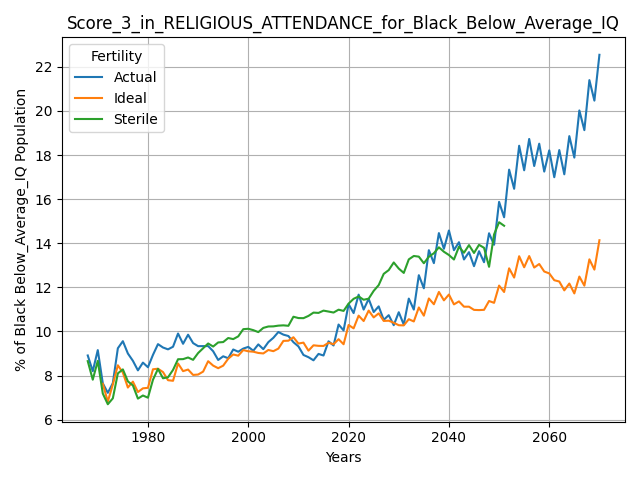 Score_3_in_RELIGIOUS_ATTENDANCE_for_Black_Below_Average_IQ
% of Black Below_Average_IQ Population
Fertility
Actual
Ideal
Sterile
22
20
18
16
14
12
10
8
6
1980
2000
2020
2040
2060
Years